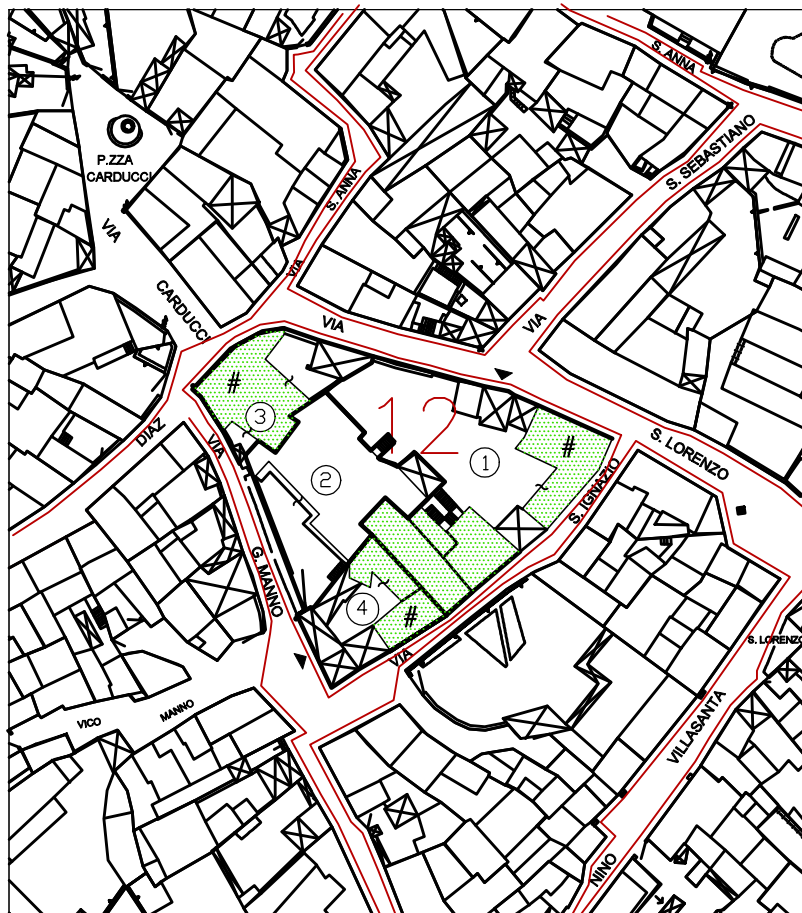 S. ANNA
S. SEBASTIANO
P.ZZA
CARDUCCI
S. ANNA
VIA
VIA
CARDUCCI
VIA
VIA
VIA
#
3
12
DIAZ
VIA
1
#
S. LORENZO
2
S. IGNAZIO
G. MANNO
4
#
VIA
S. LORENZO
VICO
MANNO
VILLASANTA
NINO